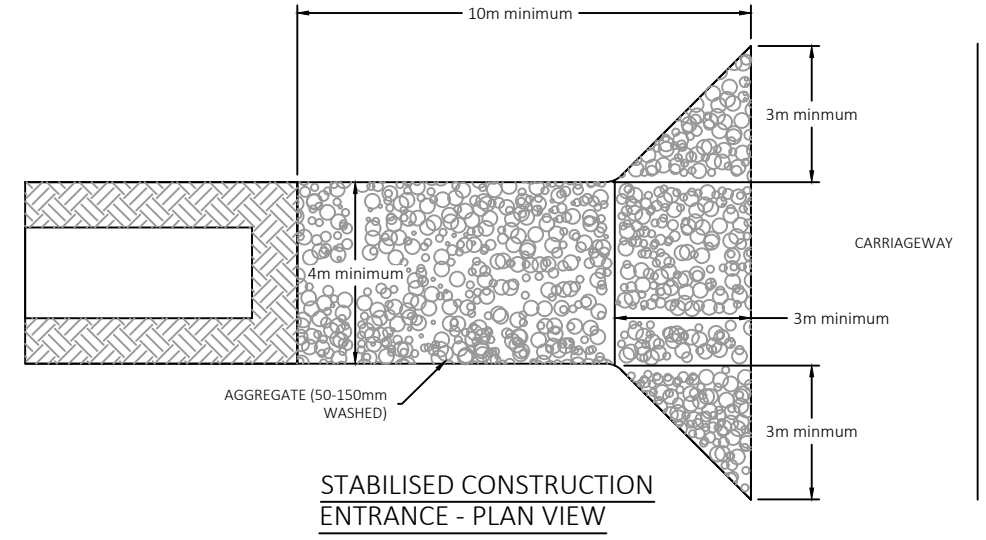 10m minimum
3m minmum
CARRIAGEWAY
4m minimum
3m minimum
AGGREGATE (50-150mm
WASHED)
3m minmum
STABILISED CONSTRUCTION
ENTRANCE - PLAN VIEW